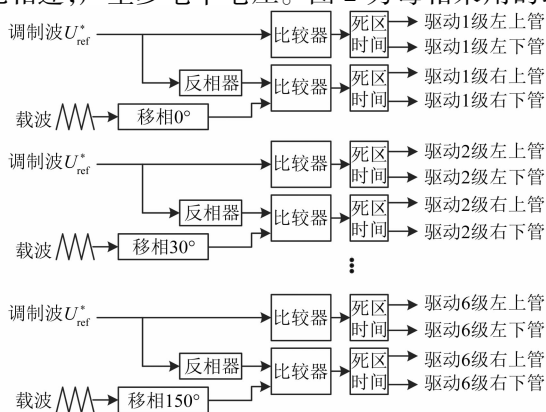 调制波U*ref
比较器
死区
时间
驱动1级左上管
驱动1级左下管
反相器
比较器
死区
时间
驱动1级右上管
驱动1级右下管
载波
移相0°
调制波U*ref
比较器
死区
时间
驱动2级左上管
驱动2级左下管
反相器
比较器
死区
时间
驱动2级右上管
驱动2级右下管
载波
移相30°
调制波U*ref
比较器
死区
时间
驱动6级左上管
驱动6级左下管
反相器
比较器
死区
时间
驱动6级右上管
驱动6级右下管
载波
移相150°